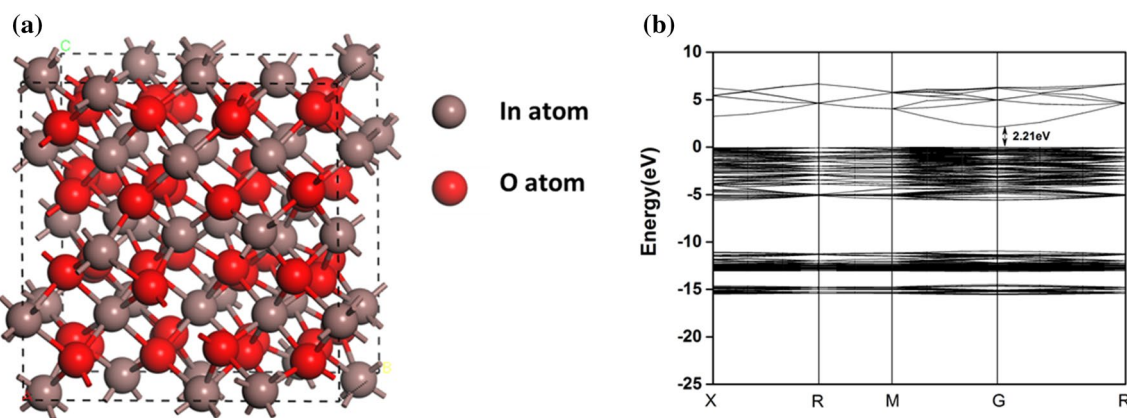 (a)
C
In atom
O atom
B
(b)
10
5
0
-5
-10
-15
-20
-25
Energy(eV)
2.21eV
X R M G R